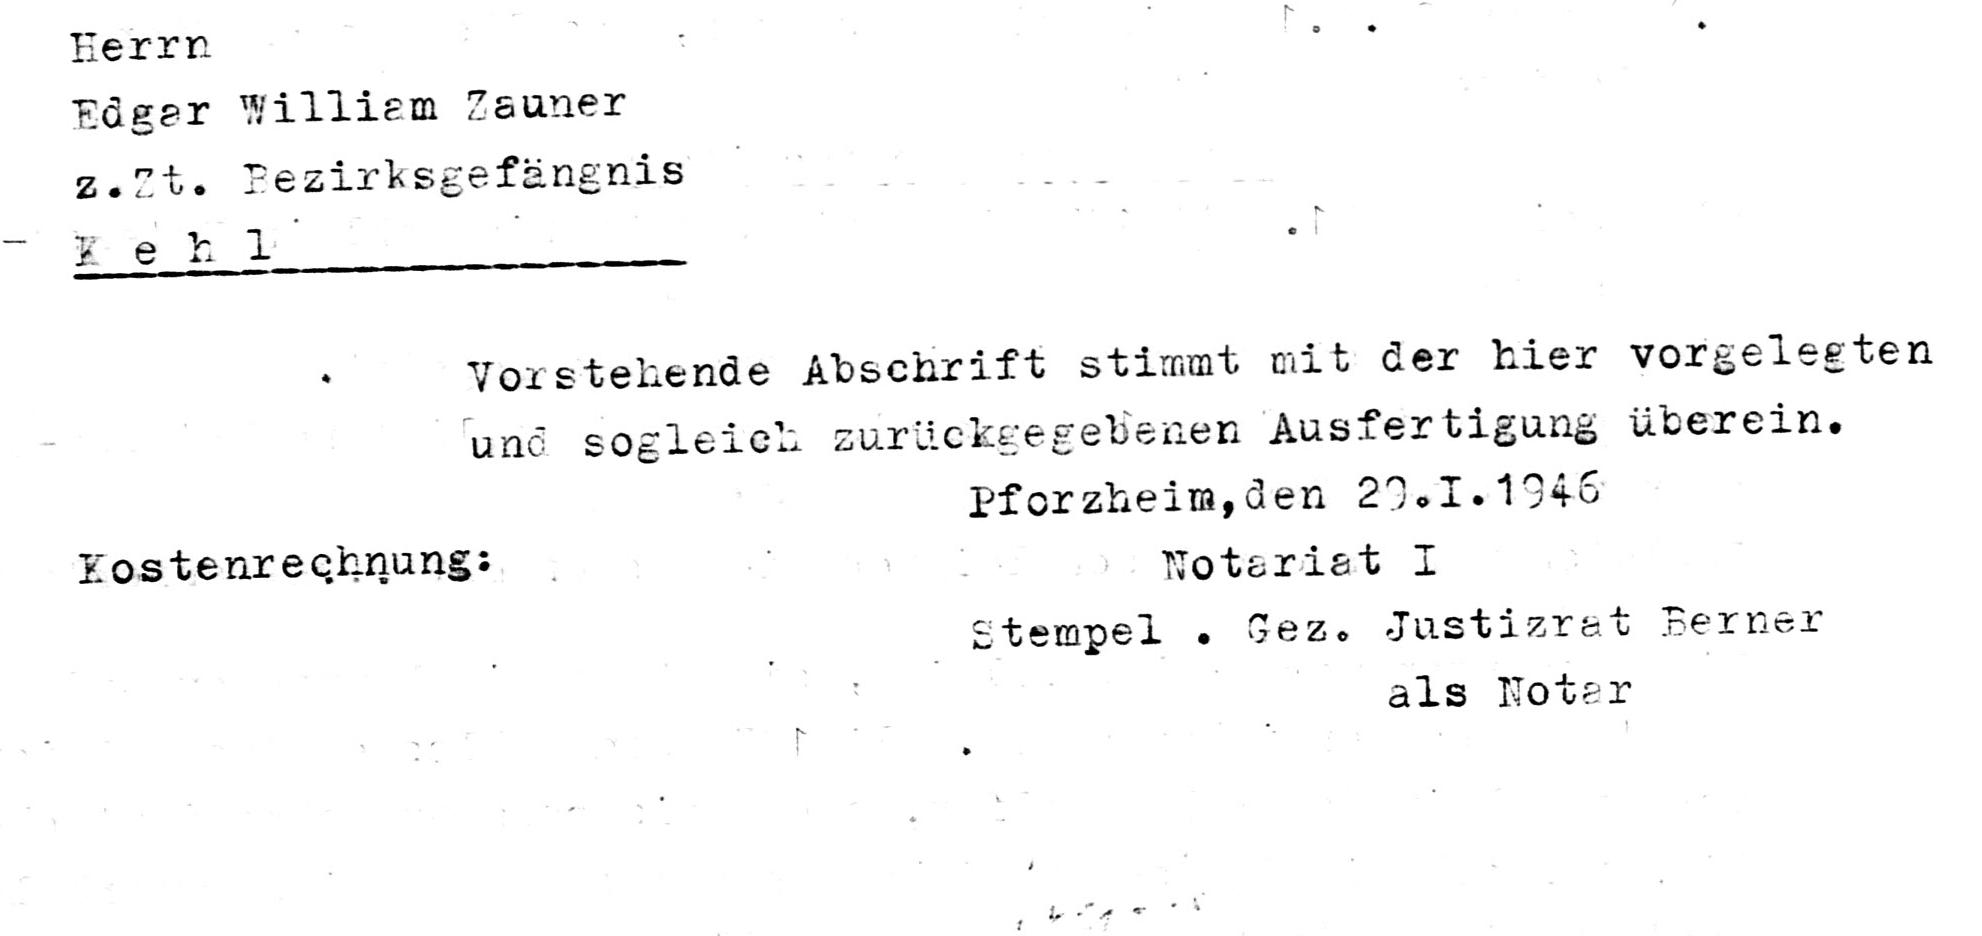 Herrn
Edgar William Zauner
z.Zt. Bezirksgefängnis
K e h l
Vorstehende Abschrift stimmt mit der hier vorgelegten
und sogleich zurückgegebenen Ausfertigung überein.
Pforzheim,den 29.I.1946
Kostenrechnung:
Notariat I
Stempel . Gez. Justizrat Berner
als Notar